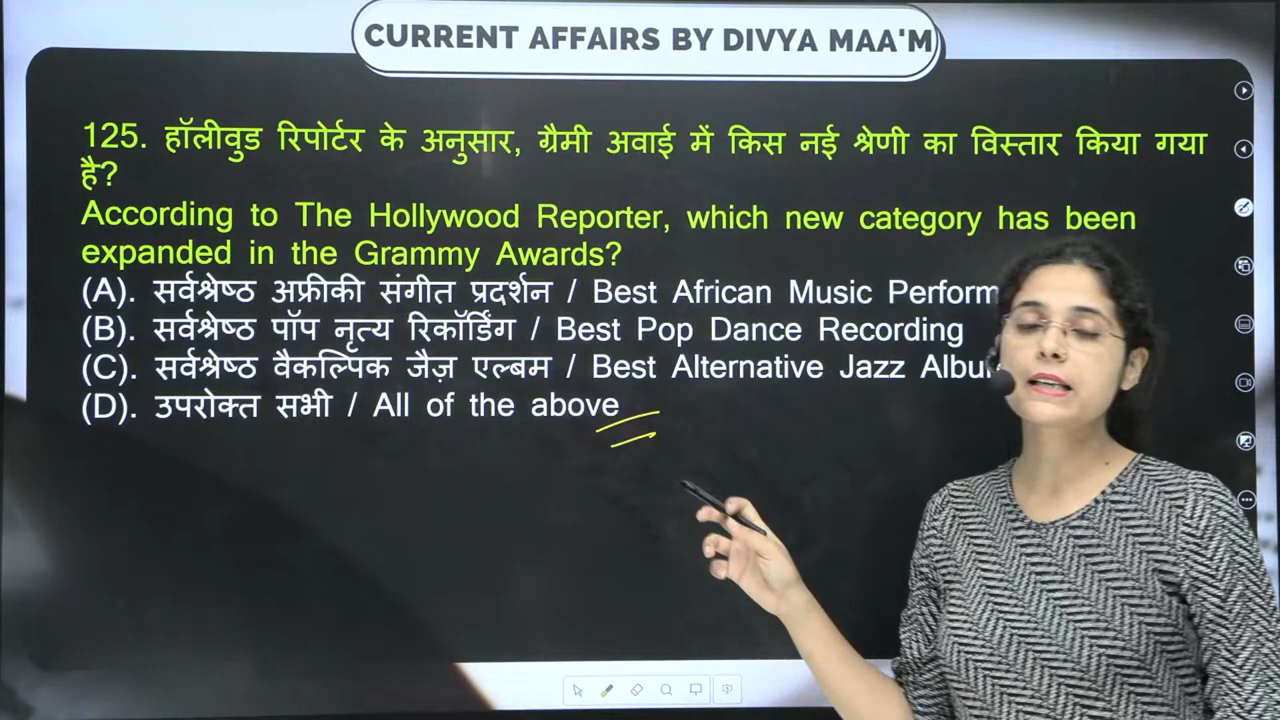 CURRENT AFFAIRS BY DIVYA MAA'M
125. हॉलीवुड रिपोर्टर के अनुसार, ग्रैमी अवार्ड में किस नई श्रेणी का विस्तार किया गया
है?
According to The Hollywood Reporter, which new category has been
expanded in the Grammy Awards?
(A). सर्वश्रेष्ठ अफ्रीकी संगीत प्रदर्शन / Best African Music Perform
(B). सर्वश्रेष्ठ पॉप नृत्य रिकॉर्डिंग / Best Pop Dance Recording
(C). सर्वश्रेष्ठ वैकल्पिक जैज़ एल्बम / Best Alternative Jazz Albu
(D). उपरोक्त सभी / All of the above